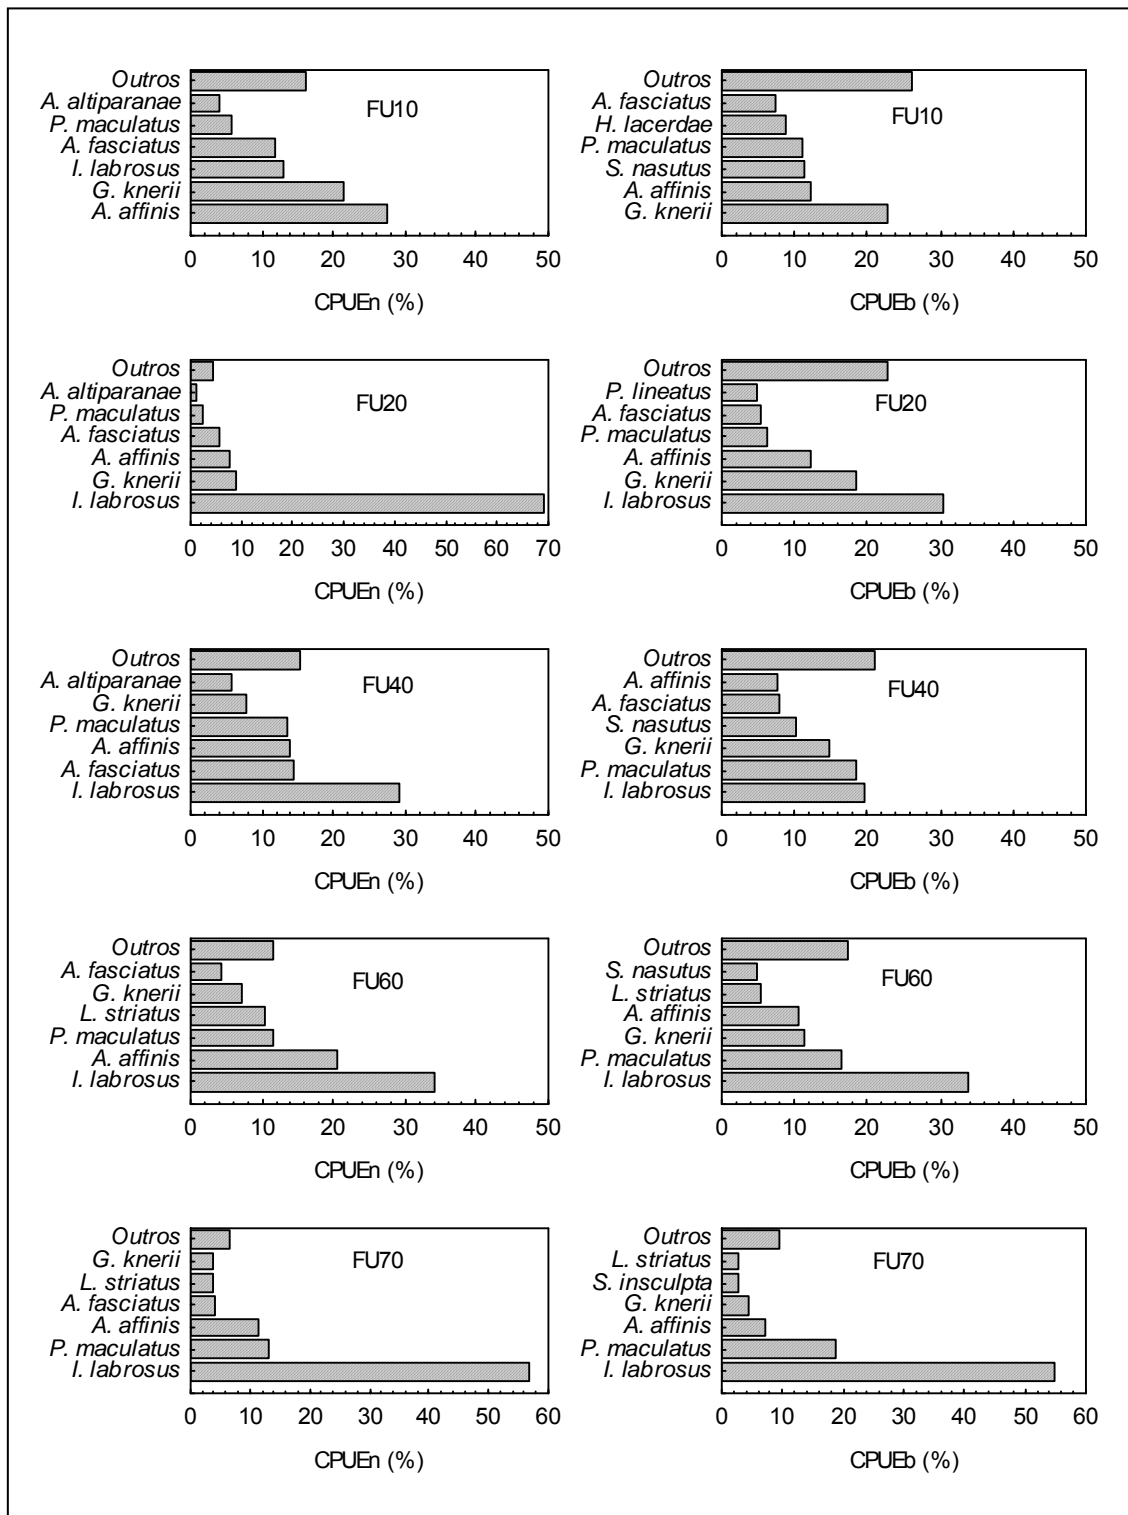 Outros
A. altiparanae
P. maculatus
A. fasciatus
I. labrosus
G. knerii
A. affinis
FU10
0 10 20 30 40 50
CPUEn (%)
Outros
A. fasciatus
H. lacerdae
P. maculatus
S. nasutus
A. affinis
G. knerii
FU10
0 10 20 30 40 50
CPUEb (%)
Outros
A. altiparanae
P. maculatus
A. fasciatus
A. affinis
G. knerii
I. labrosus
FU20
0 10 20 30 40 50 60 70
CPUEn (%)
Outros
P. lineatus
A. fasciatus
P. maculatus
A. affinis
G. knerii
I. labrosus
FU20
0 10 20 30 40 50
CPUEb (%)
Outros
A. altiparanae
G. knerii
P. maculatus
A. affinis
A. fasciatus
I. labrosus
FU40
0 10 20 30 40 50
CPUEn (%)
Outros
A. affinis
A. fasciatus
S. nasutus
G. knerii
P. maculatus
I. labrosus
FU40
0 10 20 30 40 50
CPUEb (%)
Outros
A. fasciatus
G. knerii
L. striatus
P. maculatus
A. affinis
I. labrosus
FU60
0 10 20 30 40 50
CPUEn (%)
Outros
S. nasutus
L. striatus
A. affinis
G. knerii
P. maculatus
I. labrosus
FU60
0 10 20 30 40 50
CPUEb (%)
Outros
G. knerii
L. striatus
A. fasciatus
A. affinis
P. maculatus
I. labrosus
FU70
0 10 20 30 40 50 60
CPUEn (%)
Outros
L. striatus
S. insculpta
G. knerii
A. affinis
P. maculatus
I. labrosus
FU70
0 10 20 30 40 50 60
CPUEb (%)